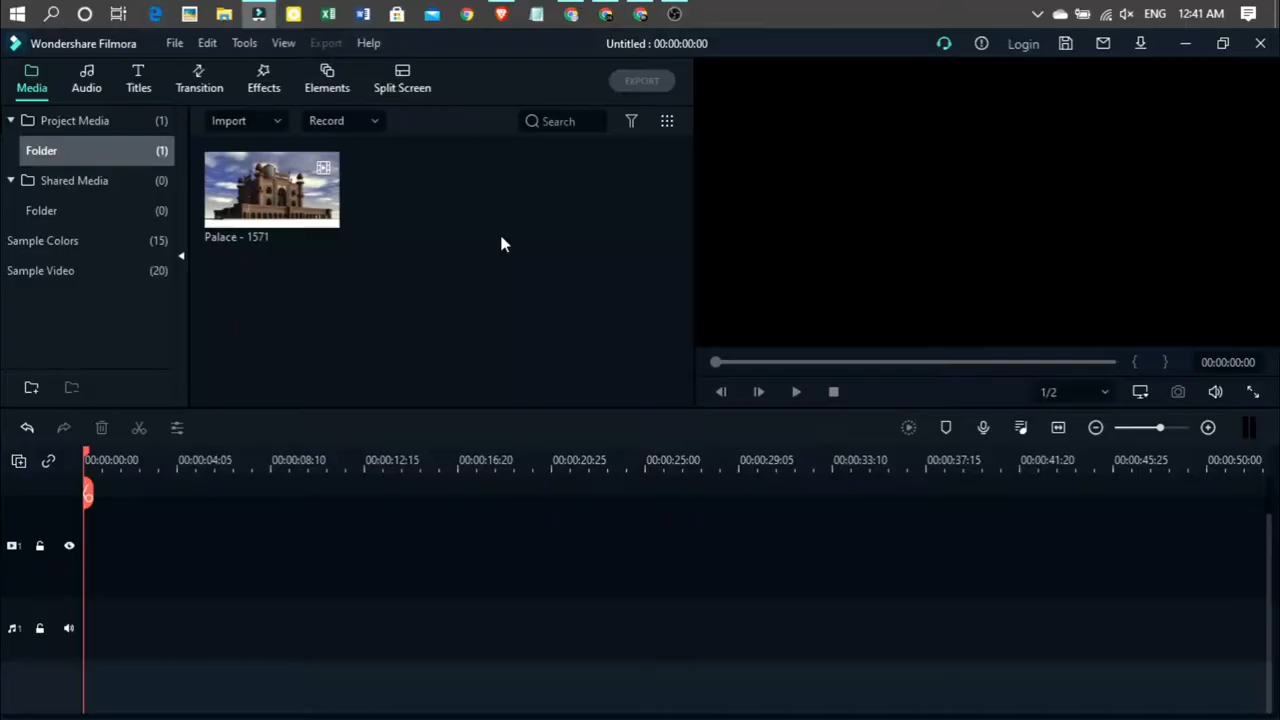 ENG 12:41 AM
Wondershare Filmora File Edit Tools View Export Help Untitled : 00:00:00:00 Login
Media Audio Titles Transition Effects Elements Split Screen EXPORT
Project Media (1) Import Record Search
Folder (1)
Shared Media (0)
Folder (0)
Palace - 1571
Sample Colors (15)
Sample Video (20)
{ } 00:00:00:00
1/2
00:00:00:00 00:00:04:05 00:00:08:10 00:00:12:15 00:00:16:20 00:00:20:25 00:00:25:00 00:00:29:05 00:00:33:10 00:00:37:15 00:00:41:20 00:00:45:25 00:00:50:00
1
1